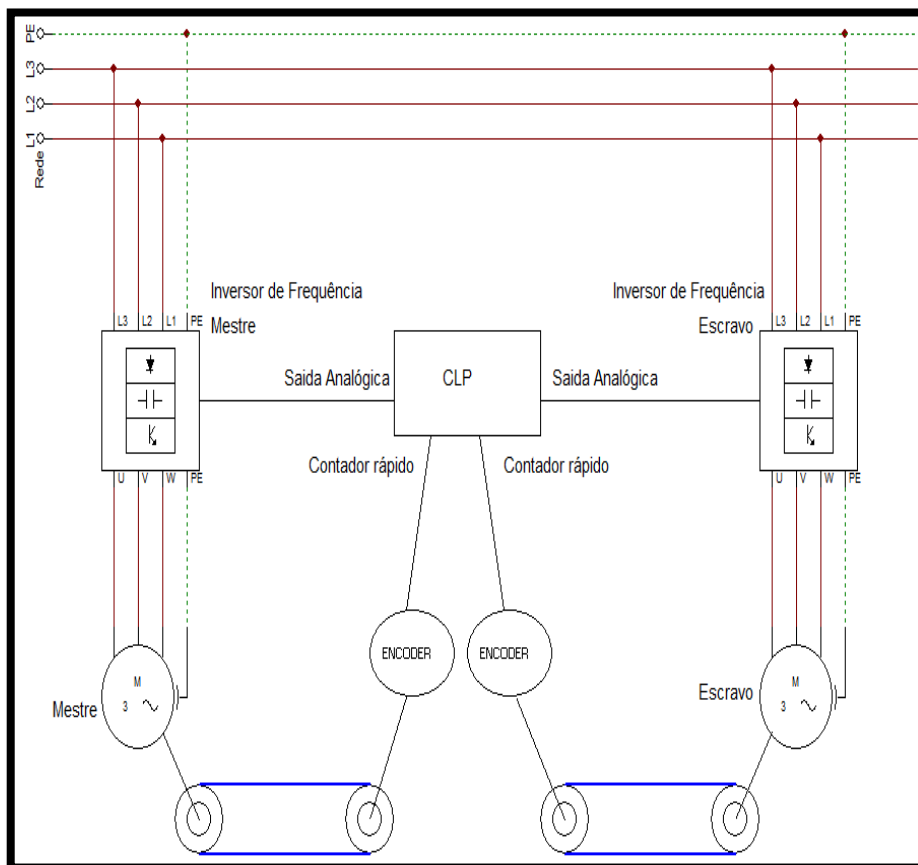 PE
L3
L2
L1
Rede
Inversor de Frequência
Mestre
Inversor de Frequência
Escravo
L3 L2 L1 PE
L3 L2 L1 PE
Saida Analógica
CLP
Saida Analógica
Contador rápido
Contador rápido
U V W PE
U V W PE
ENCODER
ENCODER
M
3
Mestre
M
3
Escravo